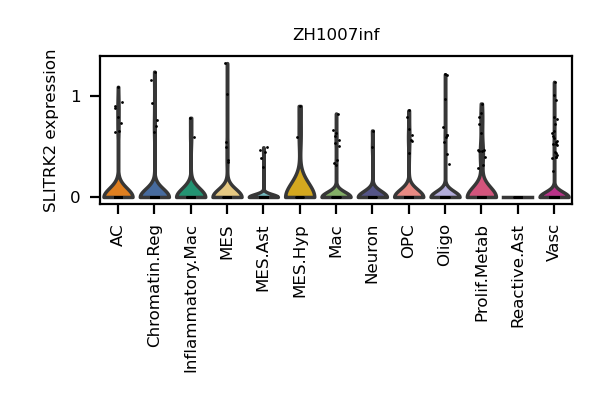 ZH1007inf
SLITRK2 expression
1
0
AC
Chromatin.Reg
Inflammatory.Mac
MES
MES.Ast
MES.Hyp
Mac
Neuron
OPC
Oligo
Prolif.Metab
Reactive.Ast
Vasc